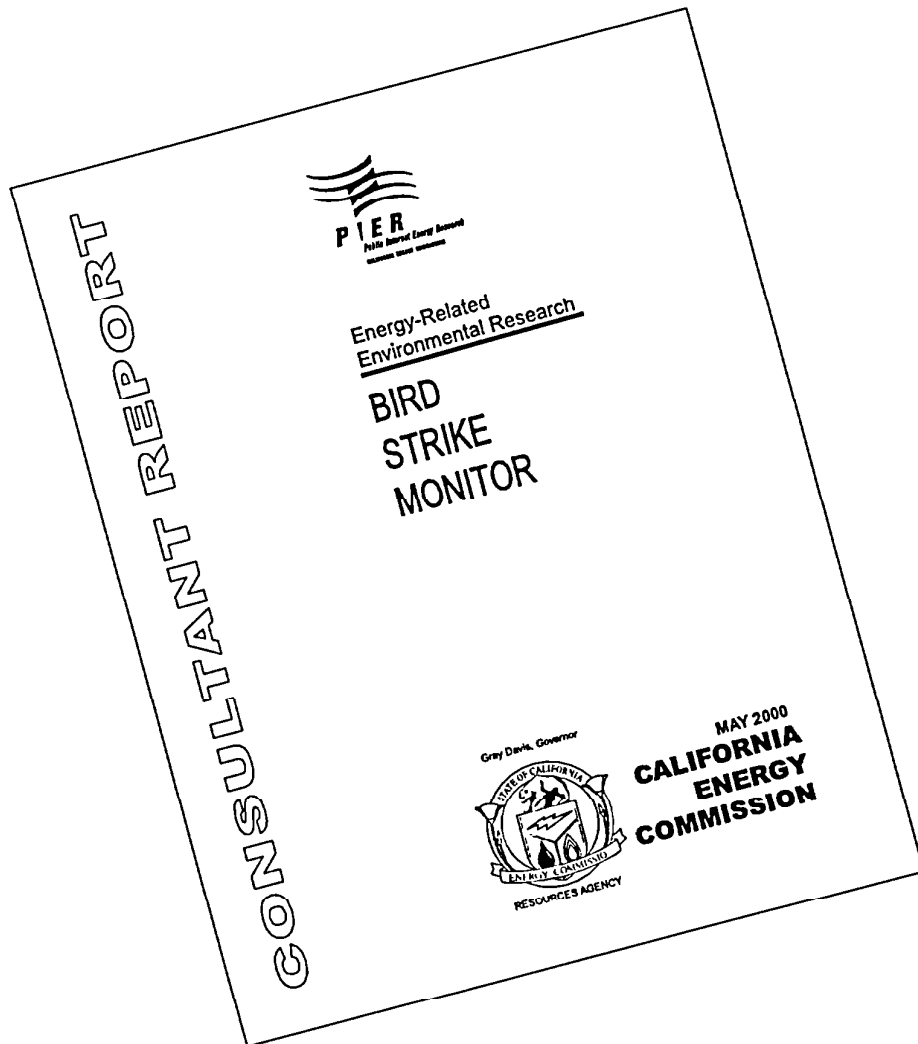 CONSULTANT REPORT
PIER
Public Interest Energy Research
Energy-Related
Environmental Research
BIRD
STRIKE
MONITOR
Gray Davis, Governor
MAY 2000
CALIFORNIA
ENERGY
COMMISSION
STATE OF CALIFORNIA
ENERGY COMMISSIO
RESOURCES AGENCY